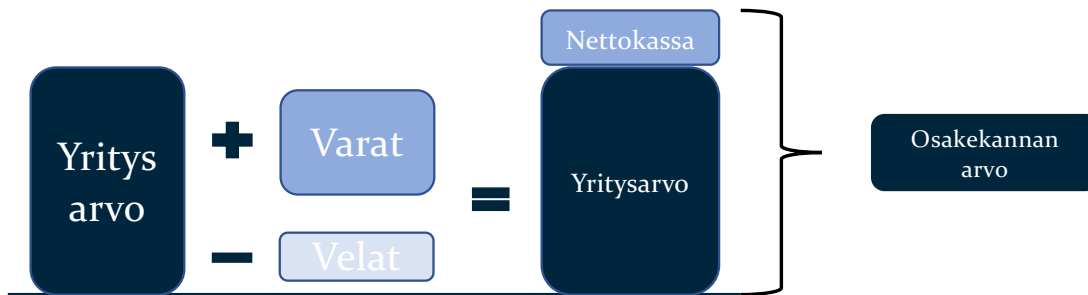 Yritys
arvo
Varat
Velat
Nettokassa
Yritysarvo
Osakekannan
arvo